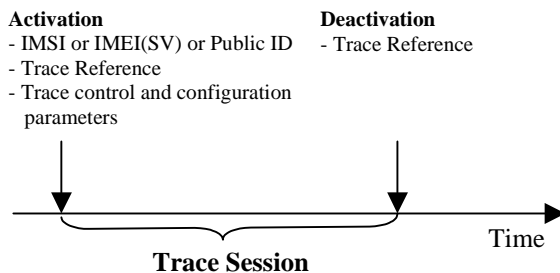 Activation
- IMSI or IMEI(SV) or Public ID
- Trace Reference
- Trace control and configuration
parameters
Deactivation
- Trace Reference
Time
Trace Session